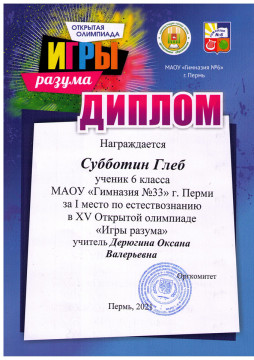 ОТКРЫТАЯ
ОЛИМПИАДА
ИГРЫ
разума
МАОУ «Гимназия №6»
г. Пермь
ДИПЛОМ
Награждается
Субботин Глеб
ученик 6 класса
МАОУ «Гимназия №33» г. Перми
за I место по естествознанию
в XV Открытой олимпиаде
«Игры разума»
учитель Дерюгина Оксана
Валерьевна
Оргкомитет
Пермь, 2021